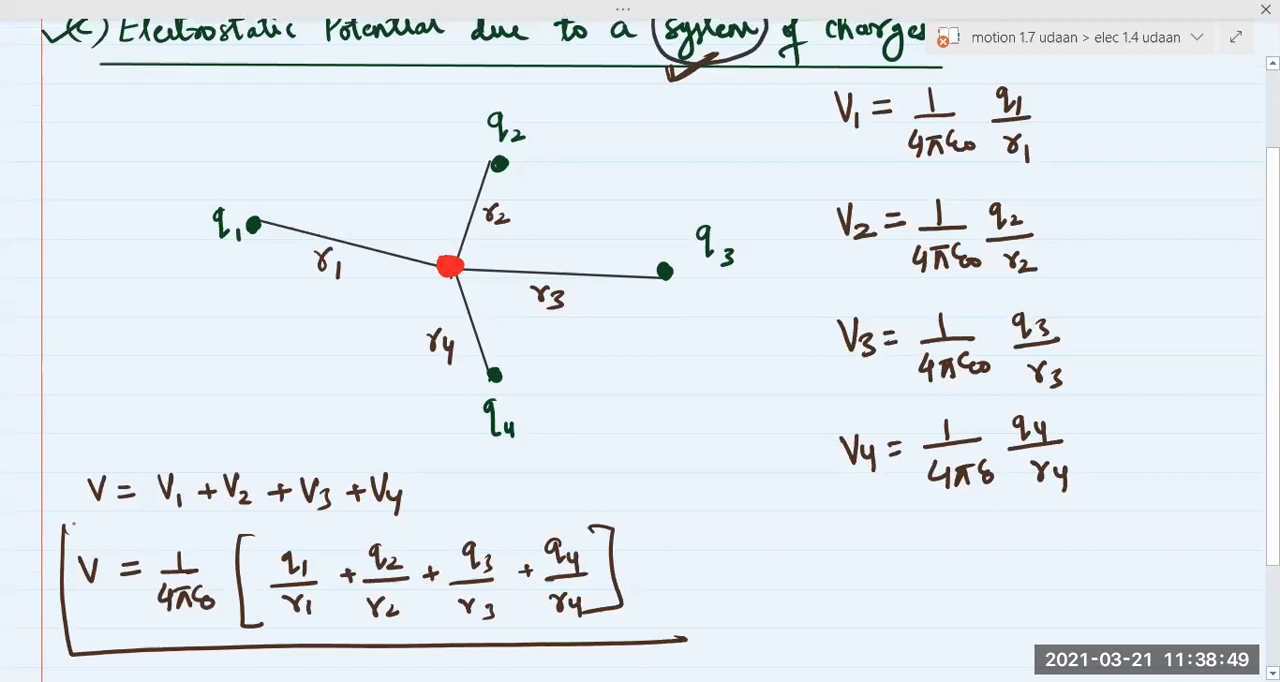 ...
(c) Electrostatic Potential due to a system of charges
motion 1.7 udaan > elec 1.4 udaan
q₂
q₁
q₃
r₂
r₁
r₃
r₄
q₄
V₁ = 1/4πε₀ q₁/r₁
V₂ = 1/4πε₀ q₂/r₂
V₃ = 1/4πε₀ q₃/r₃
V₄ = 1/4πε q₄/r₄
V = V₁ + V₂ + V₃ + V₄
V = 1/4πε₀ [ q₁/r₁ + q₂/r₂ + q₃/r₃ + q₄/r₄ ]
2021-03-21 11:38:49